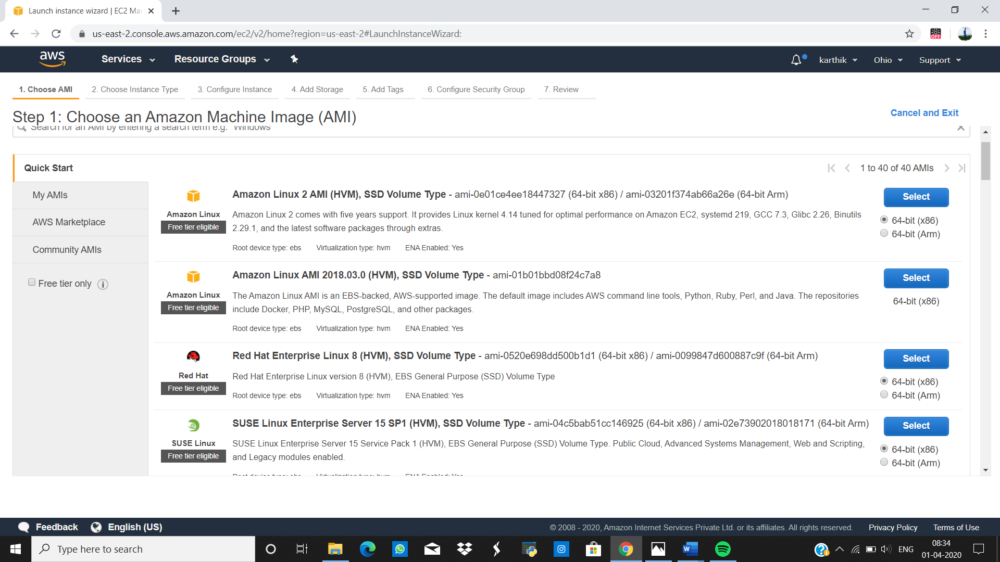 Launch instance wizard | EC2 Mar
us-east-2.console.aws.amazon.com/ec2/v2/home?region=us-east-2#LaunchInstanceWizard:
OFF
aws
Services
Resource Groups
karthik
Ohio
Support
1. Choose AMI
2. Choose Instance Type
3. Configure Instance
4. Add Storage
5. Add Tags
6. Configure Security Group
7. Review
Step 1: Choose an Amazon Machine Image (AMI)
Cancel and Exit
Search for an AMI by entering a search term e.g. "Windows"
Quick Start
1 to 40 of 40 AMIs
My AMIs
AWS Marketplace
Community AMIs
Free tier only
Amazon Linux
Free tier eligible
Amazon Linux 2 AMI (HVM), SSD Volume Type - ami-0e01ce4ee18447327 (64-bit x86) / ami-03201f374ab66a26e (64-bit Arm)
Amazon Linux 2 comes with five years support. It provides Linux kernel 4.14 tuned for optimal performance on Amazon EC2, systemd 219, GCC 7.3, Glibc 2.26, Binutils
2.29.1, and the latest software packages through extras.
Root device type: ebs Virtualization type: hvm ENA Enabled: Yes
Select
64-bit (x86)
64-bit (Arm)
Amazon Linux
Free tier eligible
Amazon Linux AMI 2018.03.0 (HVM), SSD Volume Type - ami-01b01bbd08f24c7a8
The Amazon Linux AMI is an EBS-backed, AWS-supported image. The default image includes AWS command line tools, Python, Ruby, Perl, and Java. The repositories
include Docker, PHP, MySQL, PostgreSQL, and other packages.
Root device type: ebs Virtualization type: hvm ENA Enabled: Yes
Select
64-bit (x86)
Red Hat
Free tier eligible
Red Hat Enterprise Linux 8 (HVM), SSD Volume Type - ami-0520e698dd500b1d1 (64-bit x86) / ami-0099847d600887c9f (64-bit Arm)
Red Hat Enterprise Linux version 8 (HVM), EBS General Purpose (SSD) Volume Type
Root device type: ebs Virtualization type: hvm ENA Enabled: Yes
Select
64-bit (x86)
64-bit (Arm)
SUSE Linux
Free tier eligible
SUSE Linux Enterprise Server 15 SP1 (HVM), SSD Volume Type - ami-04c5bab51cc146925 (64-bit x86) / ami-02e73902018018171 (64-bit Arm)
SUSE Linux Enterprise Server 15 Service Pack 1 (HVM), EBS General Purpose (SSD) Volume Type. Public Cloud, Advanced Systems Management, Web and Scripting,
and Legacy modules enabled.
Root device type: ebs Virtualization type: hvm ENA Enabled: Yes
Select
64-bit (x86)
64-bit (Arm)
Feedback
English (US)
© 2008 - 2020, Amazon Internet Services Private Ltd. or its affiliates. All rights reserved.
Privacy Policy
Terms of Use
Type here to search
ENG
08:34
01-04-2020